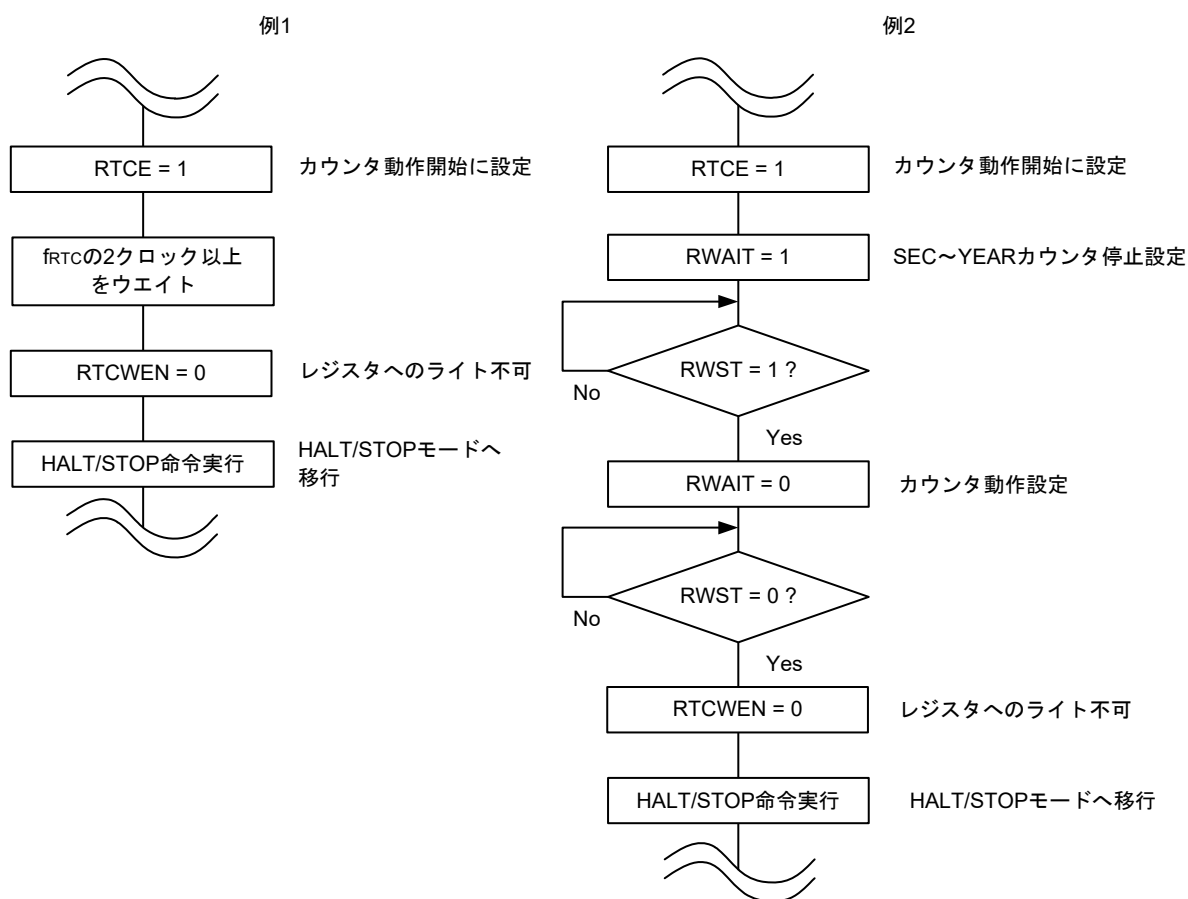 例1
RTCE = 1
カウンタ動作開始に設定
fRTCの2クロック以上
をウエイト
RTCWEN = 0
レジスタへのライト不可
HALT/STOP命令実行
HALT/STOPモードへ
移行
例2
RTCE = 1
カウンタ動作開始に設定
RWAIT = 1
SEC～YEARカウンタ停止設定
RWST = 1 ?
No
Yes
RWAIT = 0
カウンタ動作設定
RWST = 0 ?
No
Yes
RTCWEN = 0
レジスタへのライト不可
HALT/STOP命令実行
HALT/STOPモードへ移行